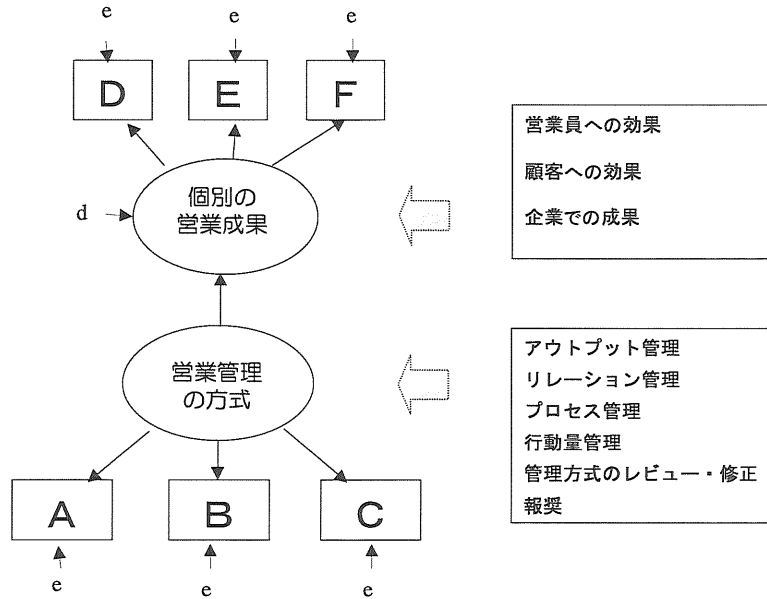 e e e
D E F
個別の
営業成果
d
営業員への効果
顧客への効果
企業での成果
営業管理
の方式
アウトプット管理
リレーション管理
プロセス管理
行動量管理
管理方式のレビュー・修正
報奨
A B C
e e e